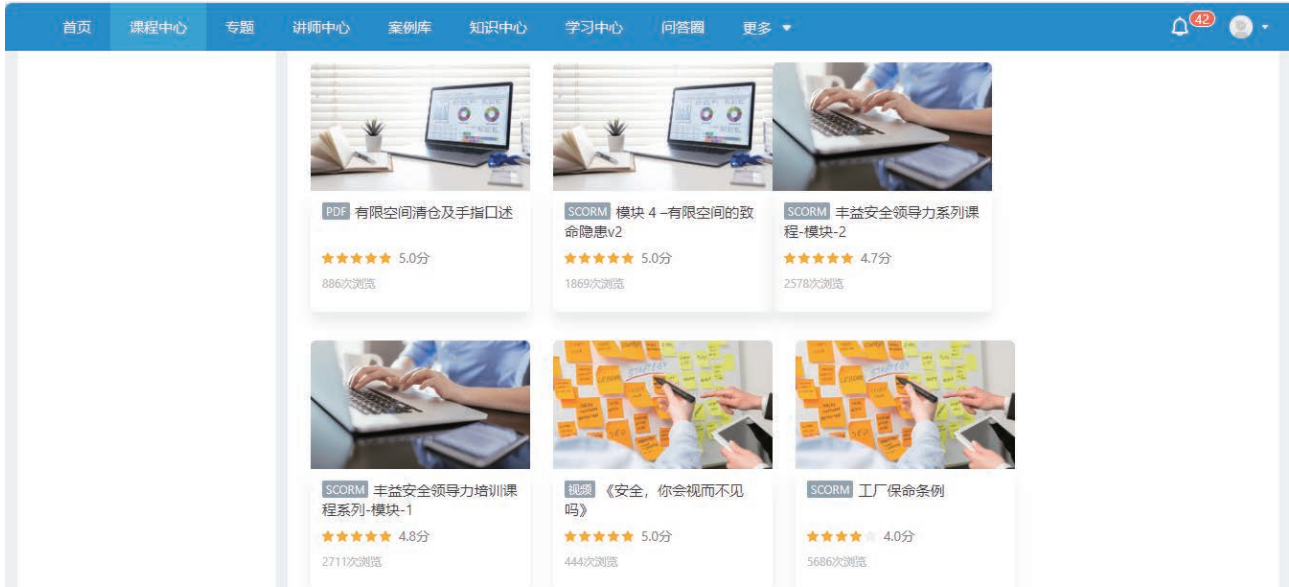 首页 课程中心 专题 讲师中心 案例库 知识中心 学习中心 问答圈 更多 42
PDF 有限空间清仓及手指口述
5.0分
886次浏览
SCORM 模块 4 –有限空间的致
命隐患v2
5.0分
1869次浏览
SCORM 丰益安全领导力系列课
程-模块-2
4.7分
2578次浏览
SCORM 丰益安全领导力培训课
程系列-模块-1
4.8分
2711次浏览
视频 《安全，你会视而不见
吗》
5.0分
444次浏览
SCORM 工厂保命条例
4.0分
5686次浏览